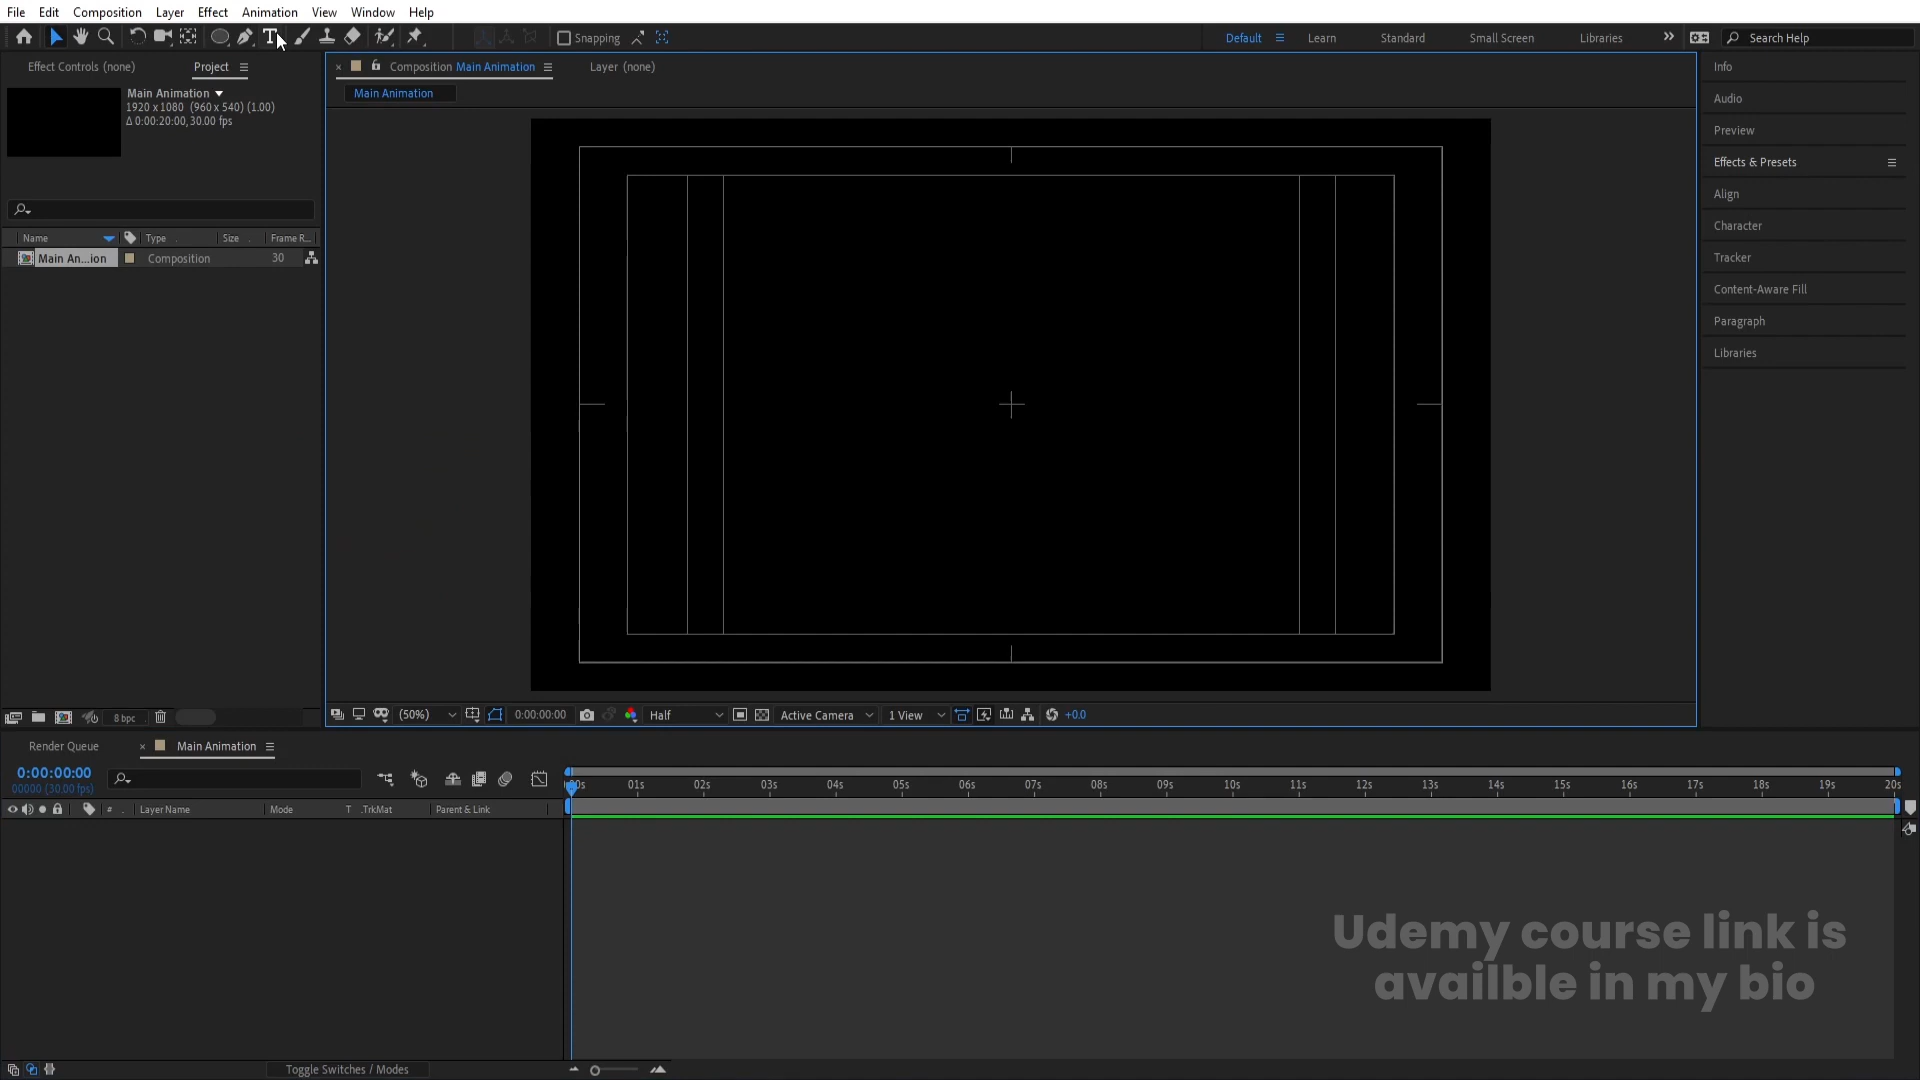 File Edit Composition Layer Effect Animation View Window Help
T Snapping Default Learn Standard Small Screen Libraries Search Help
Effect Controls (none) Project
Composition Main Animation Layer (none)
Main Animation
Main Animation
1920 x 1080 (960 x 540) (1.00)
Δ 0:00:20:00, 30.00 fps
Name Type Size Frame R...
Main An...ion Composition 30
Info
Audio
Preview
Effects & Presets
Align
Character
Tracker
Content-Aware Fill
Paragraph
Libraries
8 bpc
(50%) 0:00:00:00 Half Active Camera 1 View +0.0
Render Queue Main Animation
0:00:00:00
00000 (30.00 fps)
:00s 01s 02s 03s 04s 05s 06s 07s 08s 09s 10s 11s 12s 13s 14s 15s 16s 17s 18s 19s 20s
# Layer Name Mode T .TrkMat Parent & Link
Udemy course link is
availble in my bio
Toggle Switches / Modes